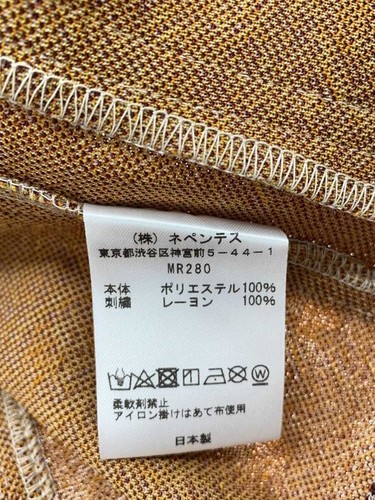 (株) ネペンテス
東京都渋谷区神宮前5-44-1
MR280
本体 ポリエステル100%
刺繍 レーヨン100%
柔軟剤禁止
アイロン掛けはあて布使用
日本製